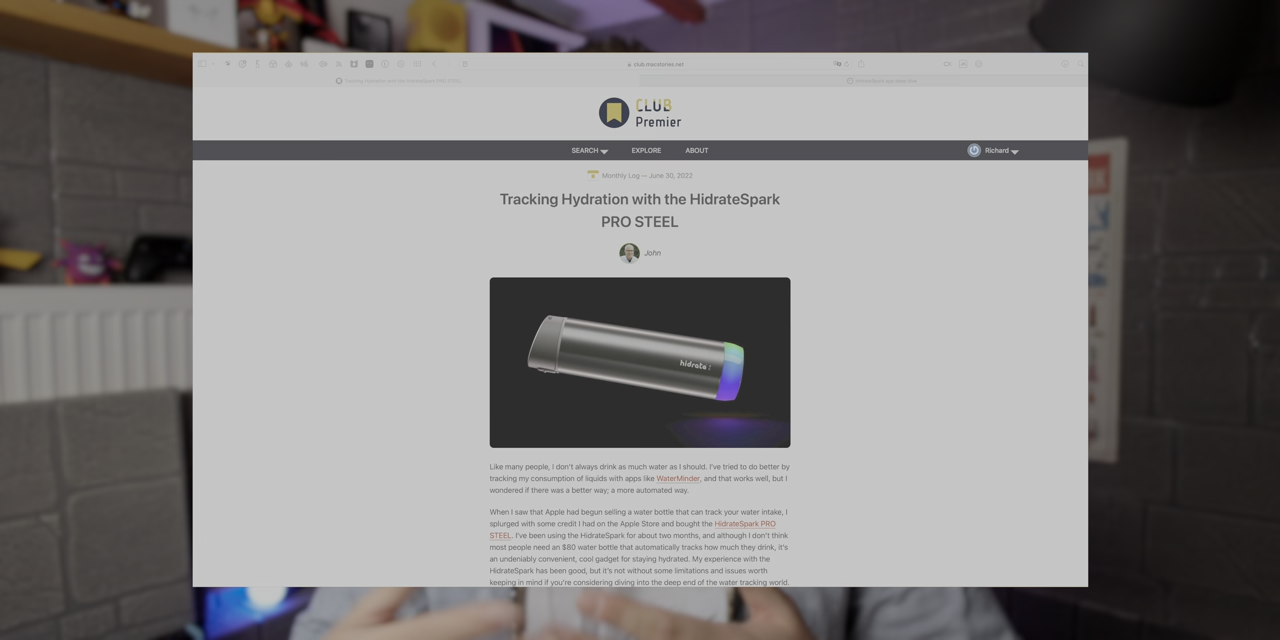 club.macstories.net
Tracking Hydration with the HidrateSpark PRO STEEL
CLUB
Premier
SEARCH
EXPLORE
ABOUT
Richard
Monthly Log — June 30, 2022
Tracking Hydration with the HidrateSpark
PRO STEEL
John
hidrate
Like many people, I don't always drink as much water as I should. I've tried to do better by
tracking my consumption of liquids with apps like WaterMinder, and that works well, but I
wondered if there was a better way; a more automated way.
When I saw that Apple had begun selling a water bottle that can track your water intake, I
splurged with some credit I had on the Apple Store and bought the HidrateSpark PRO
STEEL. I've been using the HidrateSpark for about two months, and although I don't think
most people need an $80 water bottle that automatically tracks how much they drink, it's
an undeniably convenient, cool gadget for staying hydrated. My experience with the
HidrateSpark has been good, but it's not without some limitations and issues worth
keeping in mind if you're considering diving into the deep end of the water tracking world.